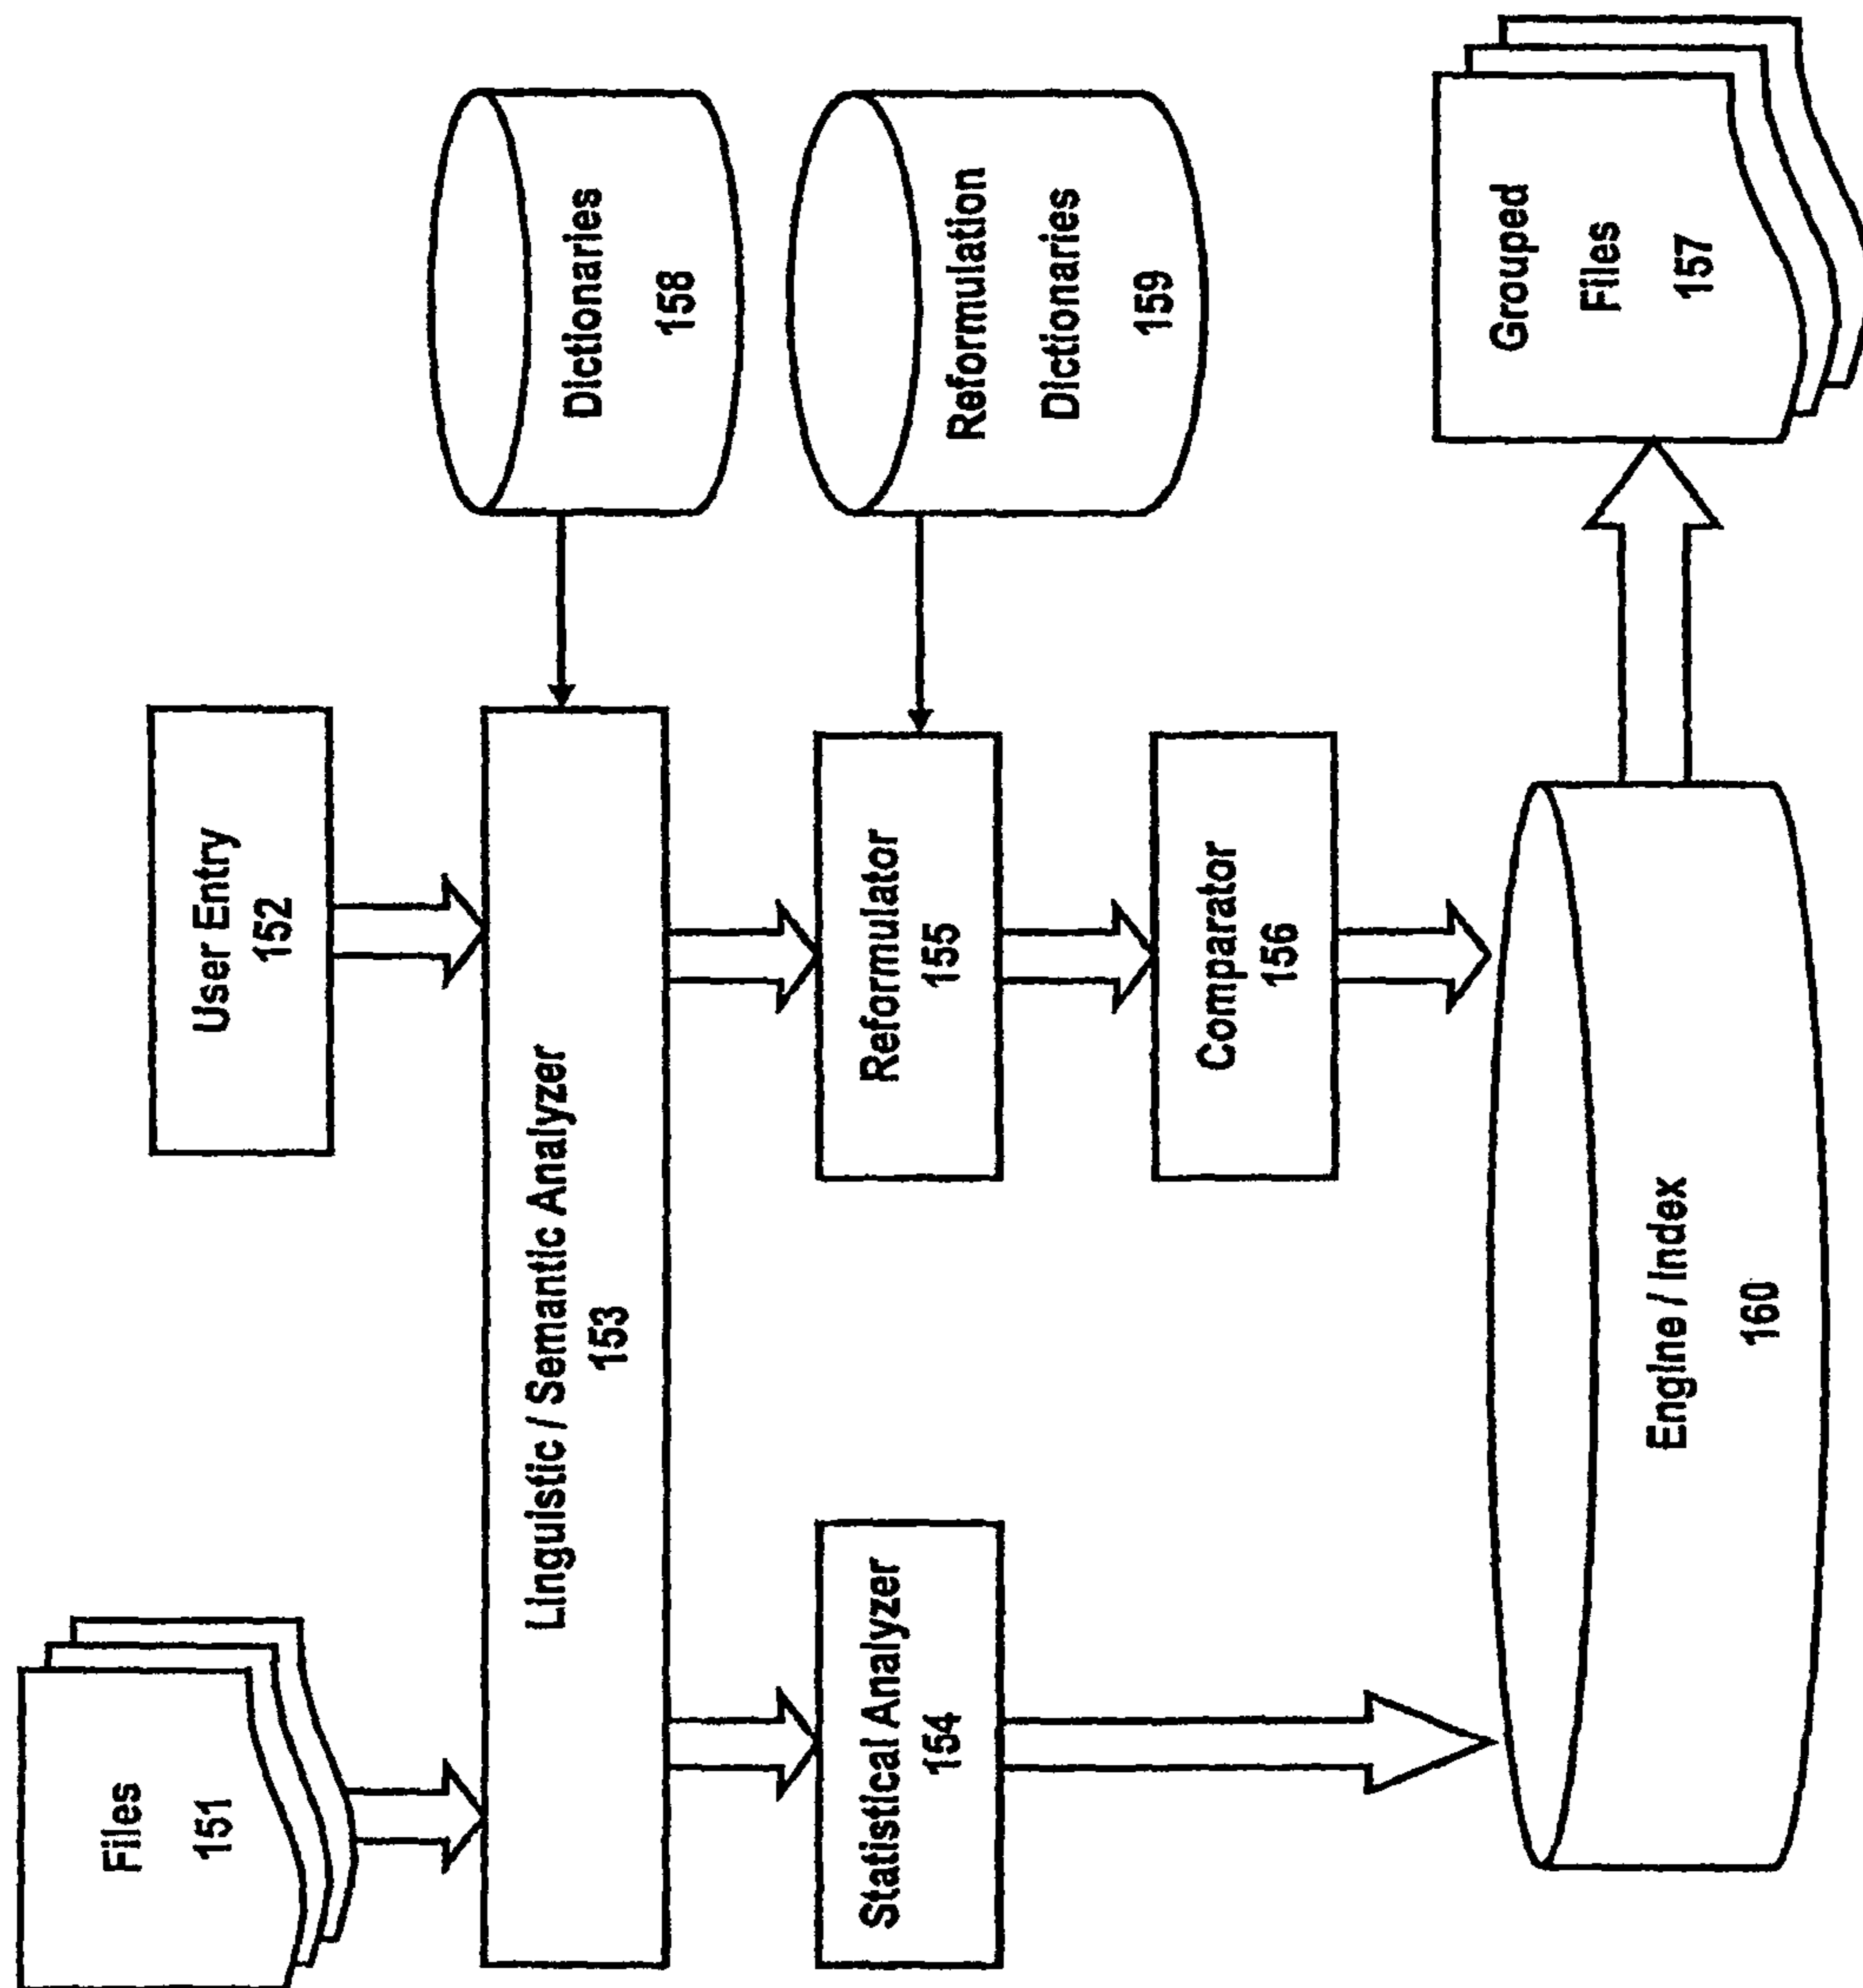 Files
151
User Entry
152
Linguistic / Semantic Analyzer
153
Dictionaries
158
Statistical Analyzer
154
Reformulator
155
Reformulation
Dictionaries
159
Comparator
156
Engine / Index
160
Grouped
Files
157